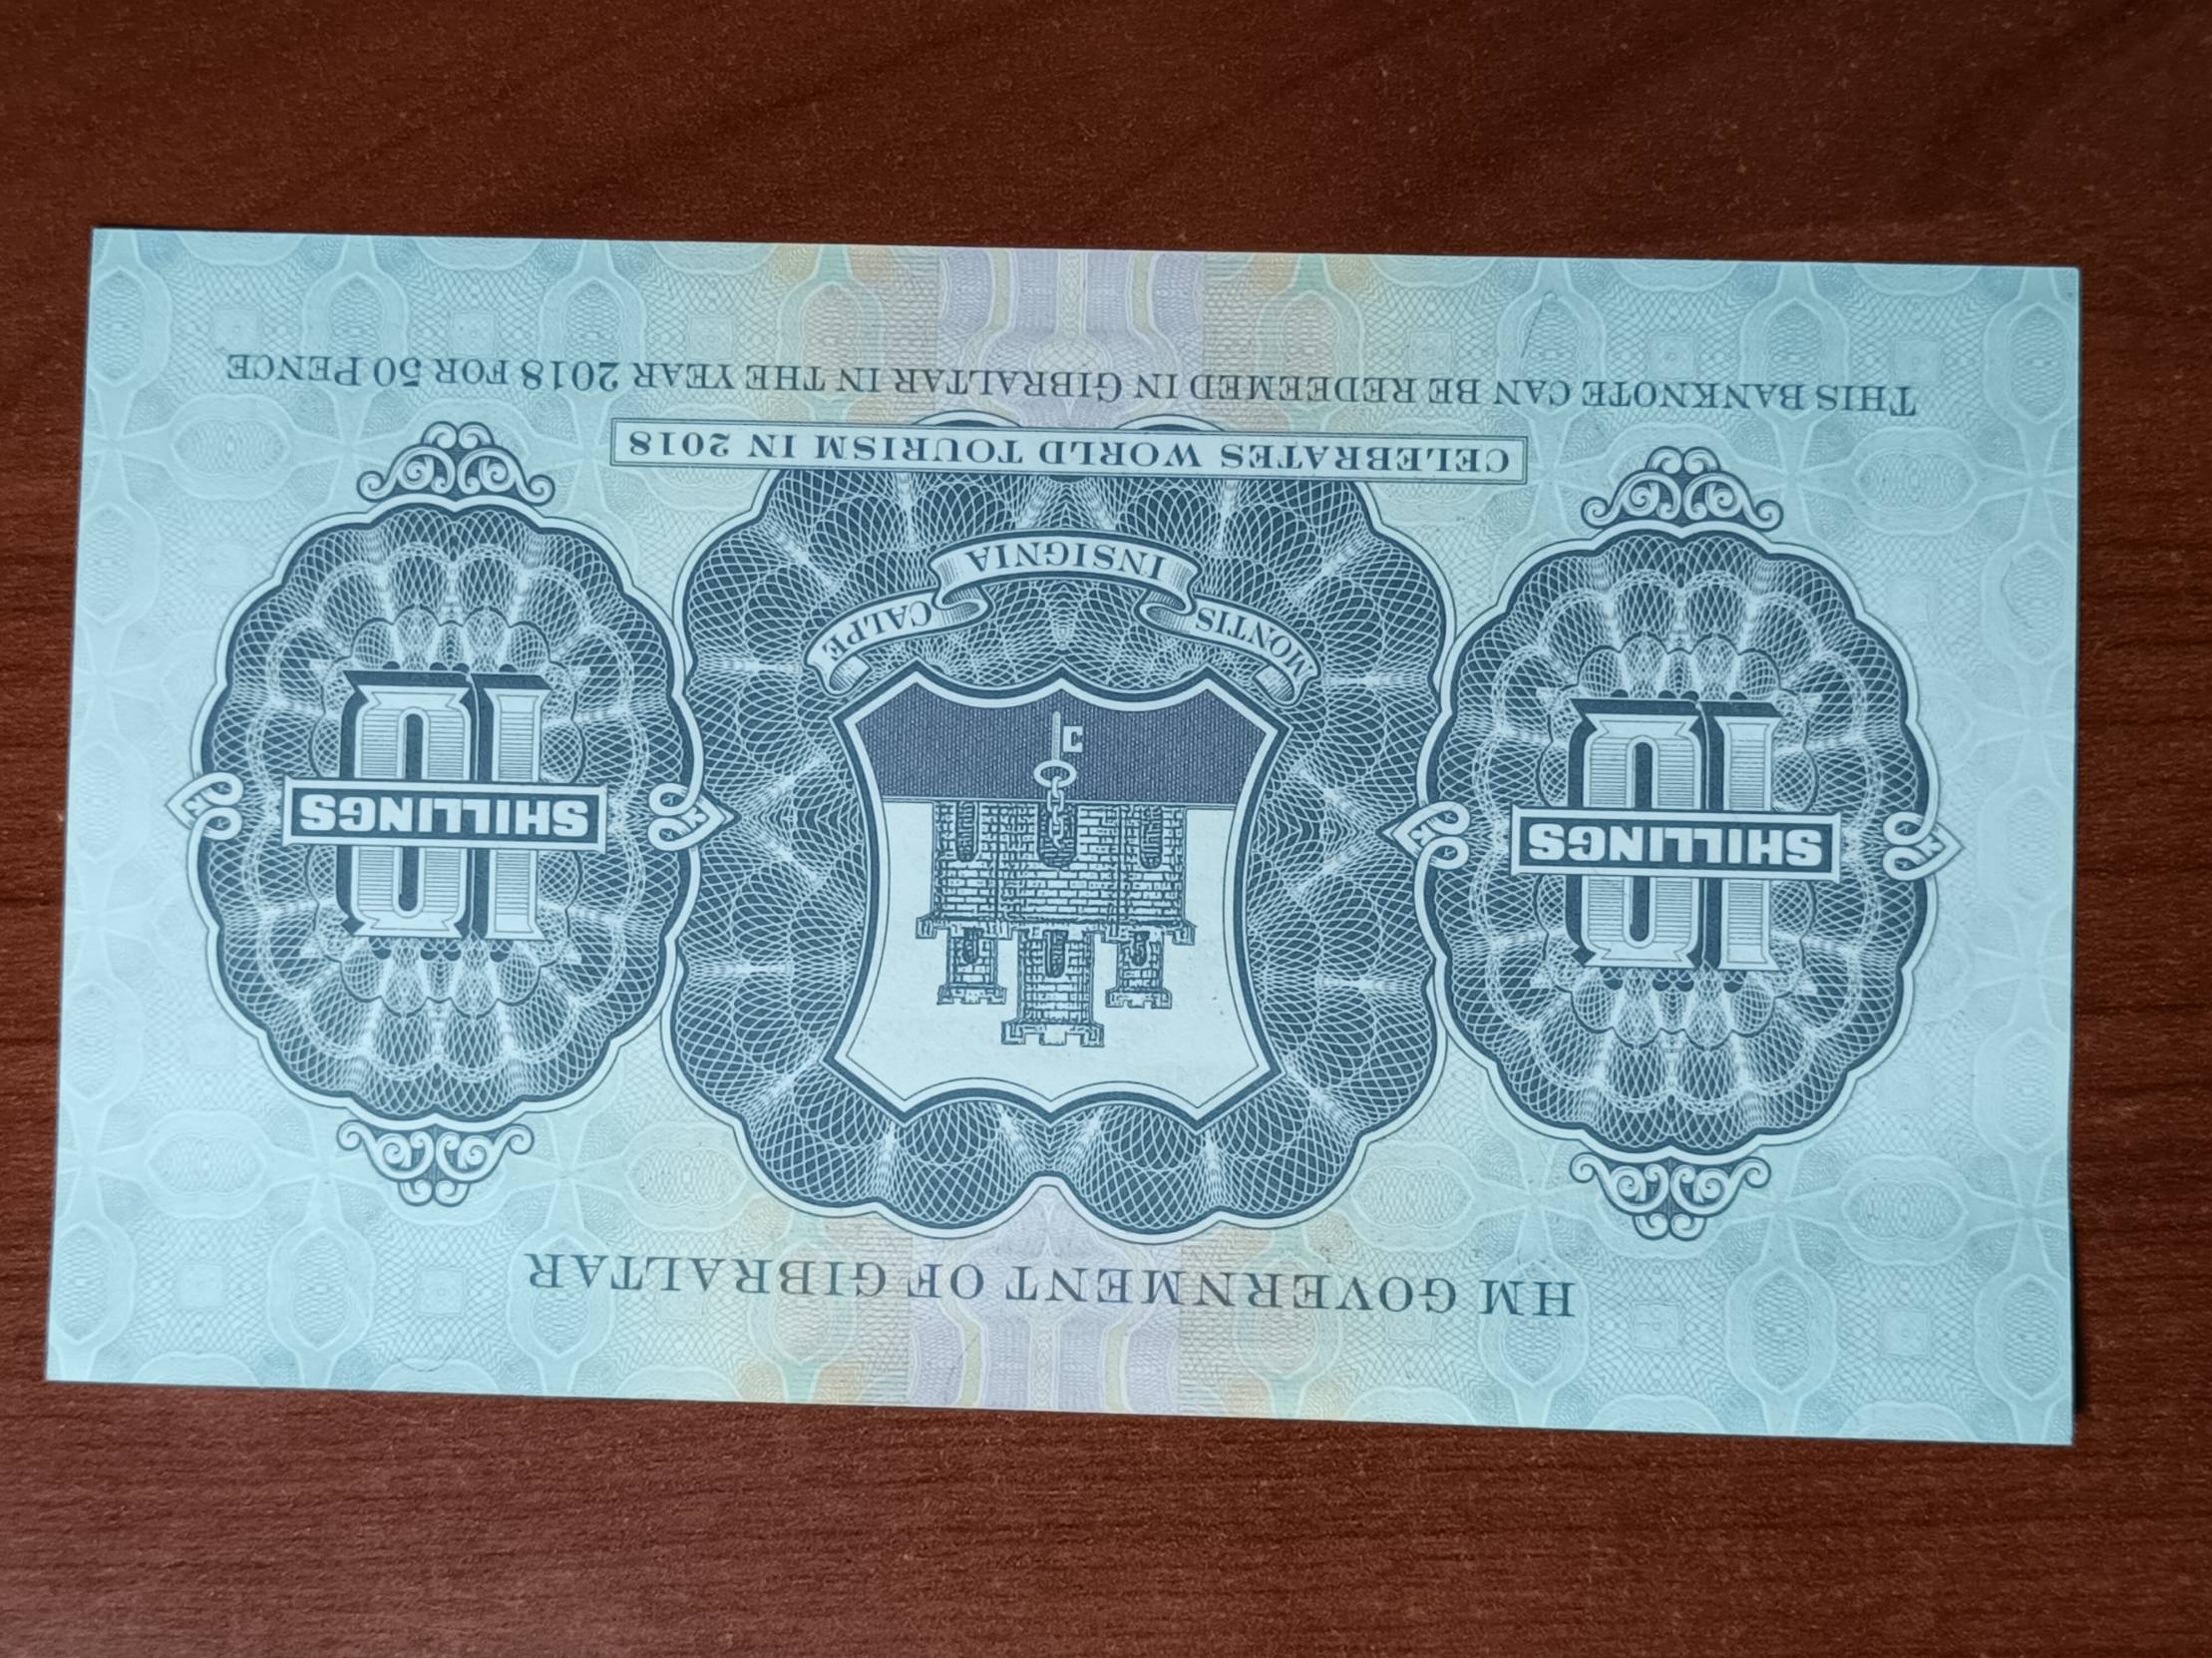 HM GOVERNMENT OF GIBRALTAR
10
SHILLINGS
10
SHILLINGS
MONTIS INSIGNIA CALPE
CELEBRATES WORLD TOURISM IN 2018
THIS BANKNOTE CAN BE REDEEMED IN GIBRALTAR IN THE YEAR 2018 FOR 50 PENCE